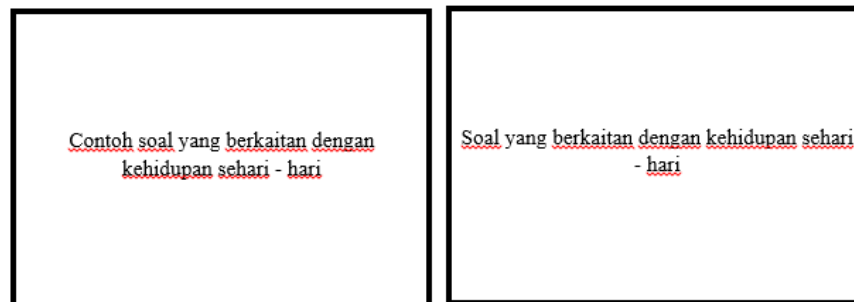 Contoh soal yang berkaitan dengan
kehidupan sehari - hari
Soal yang berkaitan dengan kehidupan sehari
- hari